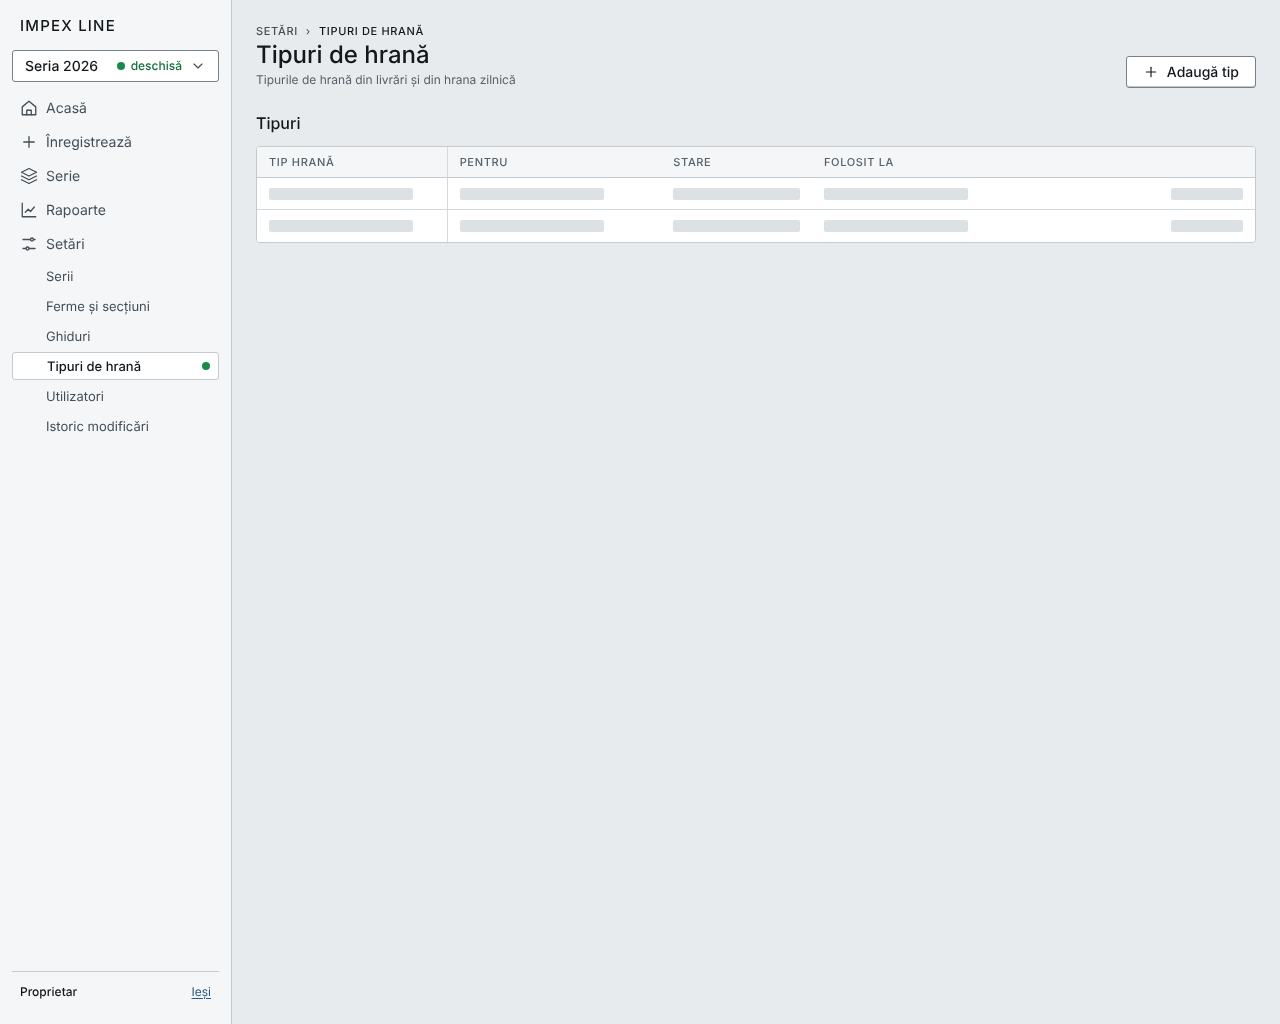 IMPEX LINE
Seria 2026 deschisă
Acasă
Înregistrează
Serie
Rapoarte
Setări
Serii
Ferme și secțiuni
Ghiduri
Tipuri de hrană
Utilizatori
Istoric modificări
Proprietar Ieși
SETĂRI › TIPURI DE HRANĂ
Tipuri de hrană
Tipurile de hrană din livrări și din hrana zilnică
Adaugă tip
Tipuri
TIP HRANĂ PENTRU STARE FOLOSIT LA